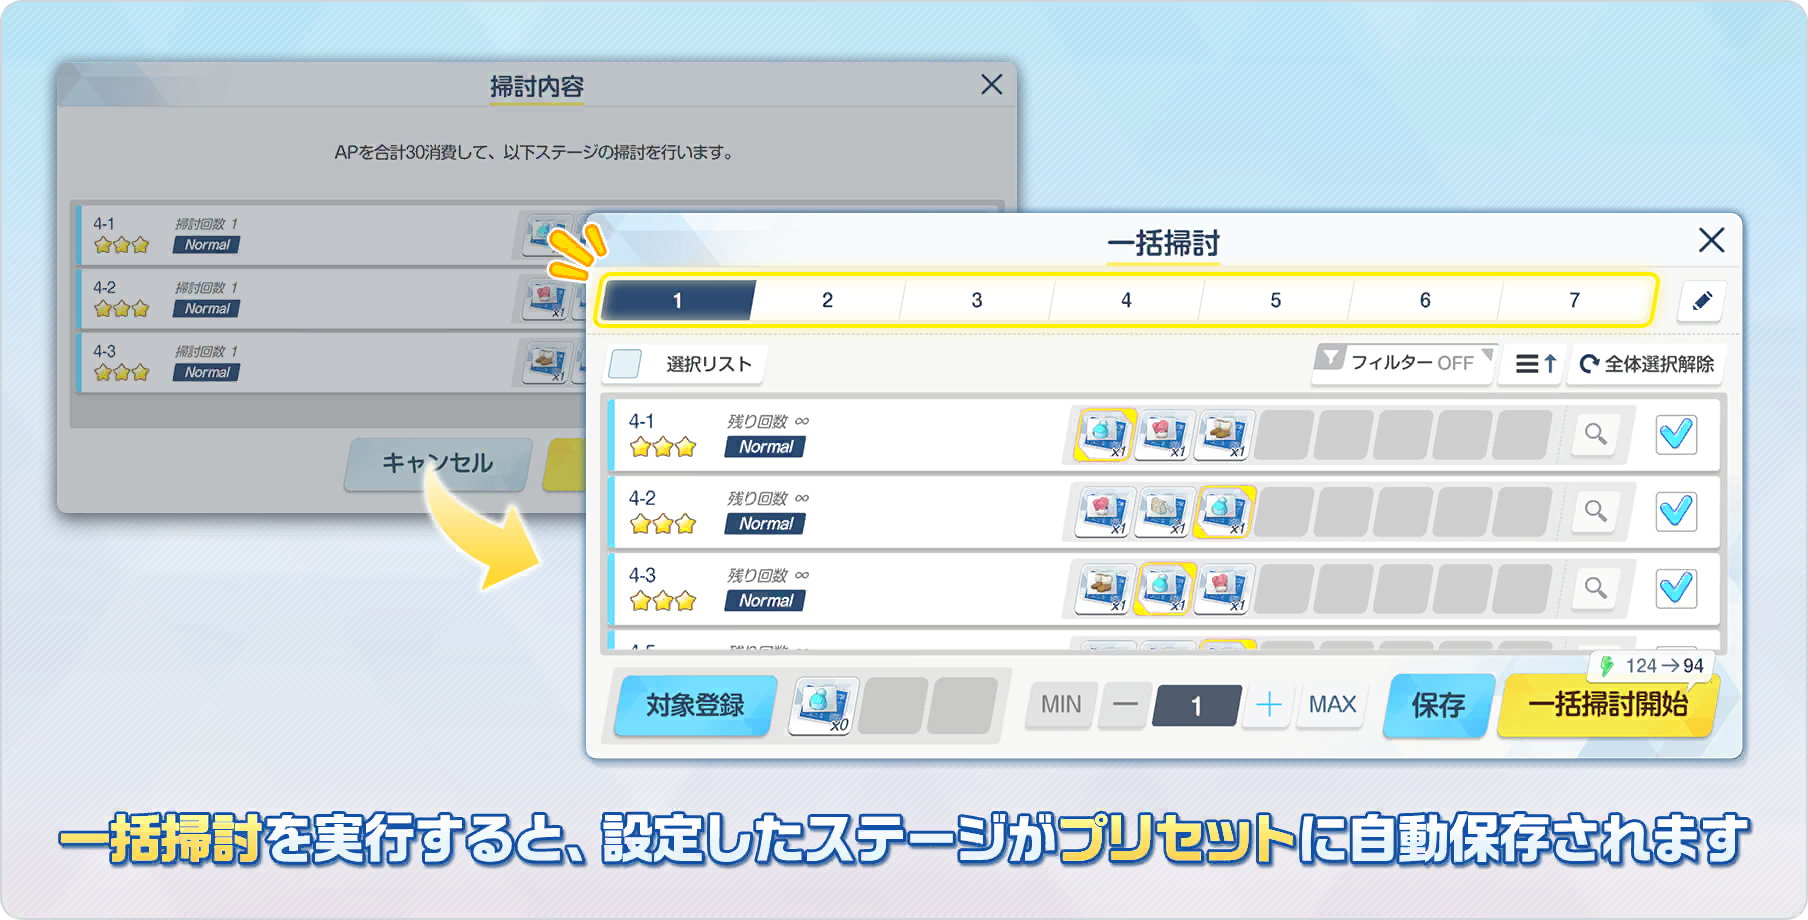 掃討内容
APを合計30消費して、以下ステージの掃討を行います。
4-1 掃討回数 1
Normal
4-2 掃討回数 1
Normal
x1
4-3 掃討回数 1
Normal
x1
キャンセル
一括掃討
1 2 3 4 5 6 7
選択リスト フィルター OFF 全体選択解除
4-1 残り回数 ∞
Normal x1 x1 x1
4-2 残り回数 ∞
Normal x1 x1 x1
4-3 残り回数 ∞
Normal x1 x1 x1
124→94
対象登録 x0 MIN 1 MAX 保存 一括掃討開始
一括掃討を実行すると、設定したステージがプリセットに自動保存されます